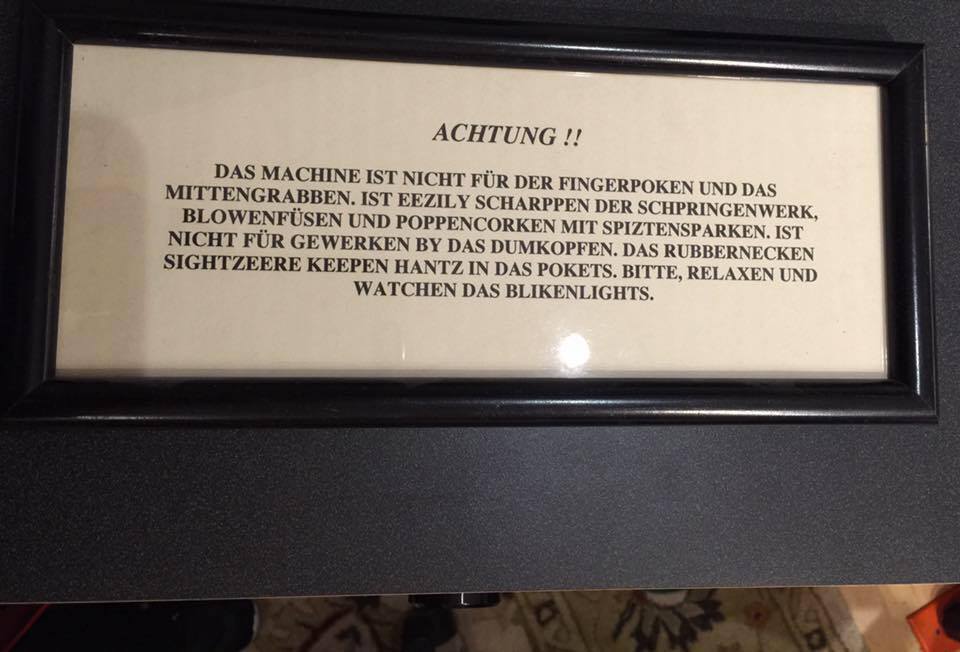 ACHTUNG !!
DAS MACHINE IST NICHT FÜR DER FINGERPOKEN UND DAS
MITTENGRABBEN. IST EEZILY SCHARPPEN DER SCHPRINGENWERK,
BLOWENFÜSEN UND POPPENCORKEN MIT SPIZTENSPARKEN. IST
NICHT FÜR GEWERKEN BY DAS DUMKOPFEN. DAS RUBBERNECKEN
SIGHTZEERE KEEPEN HANTZ IN DAS POKETS. BITTE, RELAXEN UND
WATCHEN DAS BLIKENLIGHTS.